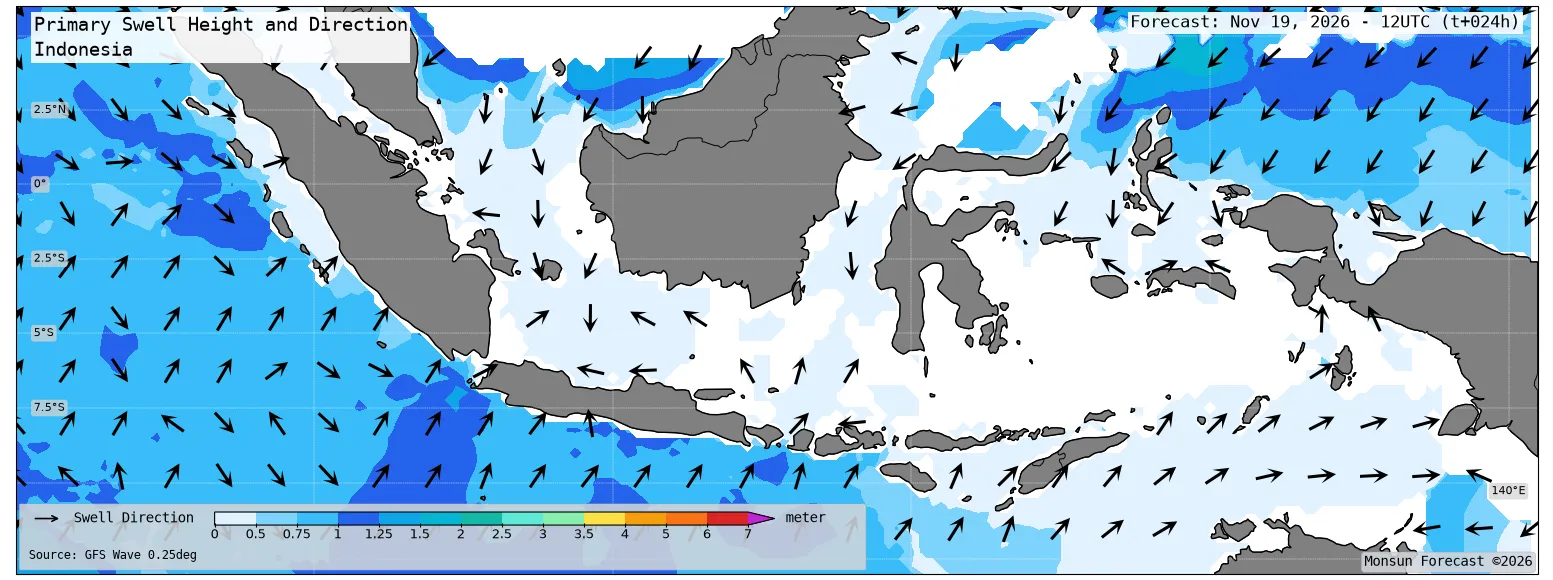 Primary Swell Height and Direction
Indonesia
Forecast: Nov 19, 2026 - 12UTC (t+024h)
2.5°N
0°
2.5°S
5°S
7.5°S
140°E
Swell Direction
0 0.5 0.75 1 1.25 1.5 2 2.5 3 3.5 4 5 6 7
meter
Source: GFS Wave 0.25deg
Monsun Forecast ©2026